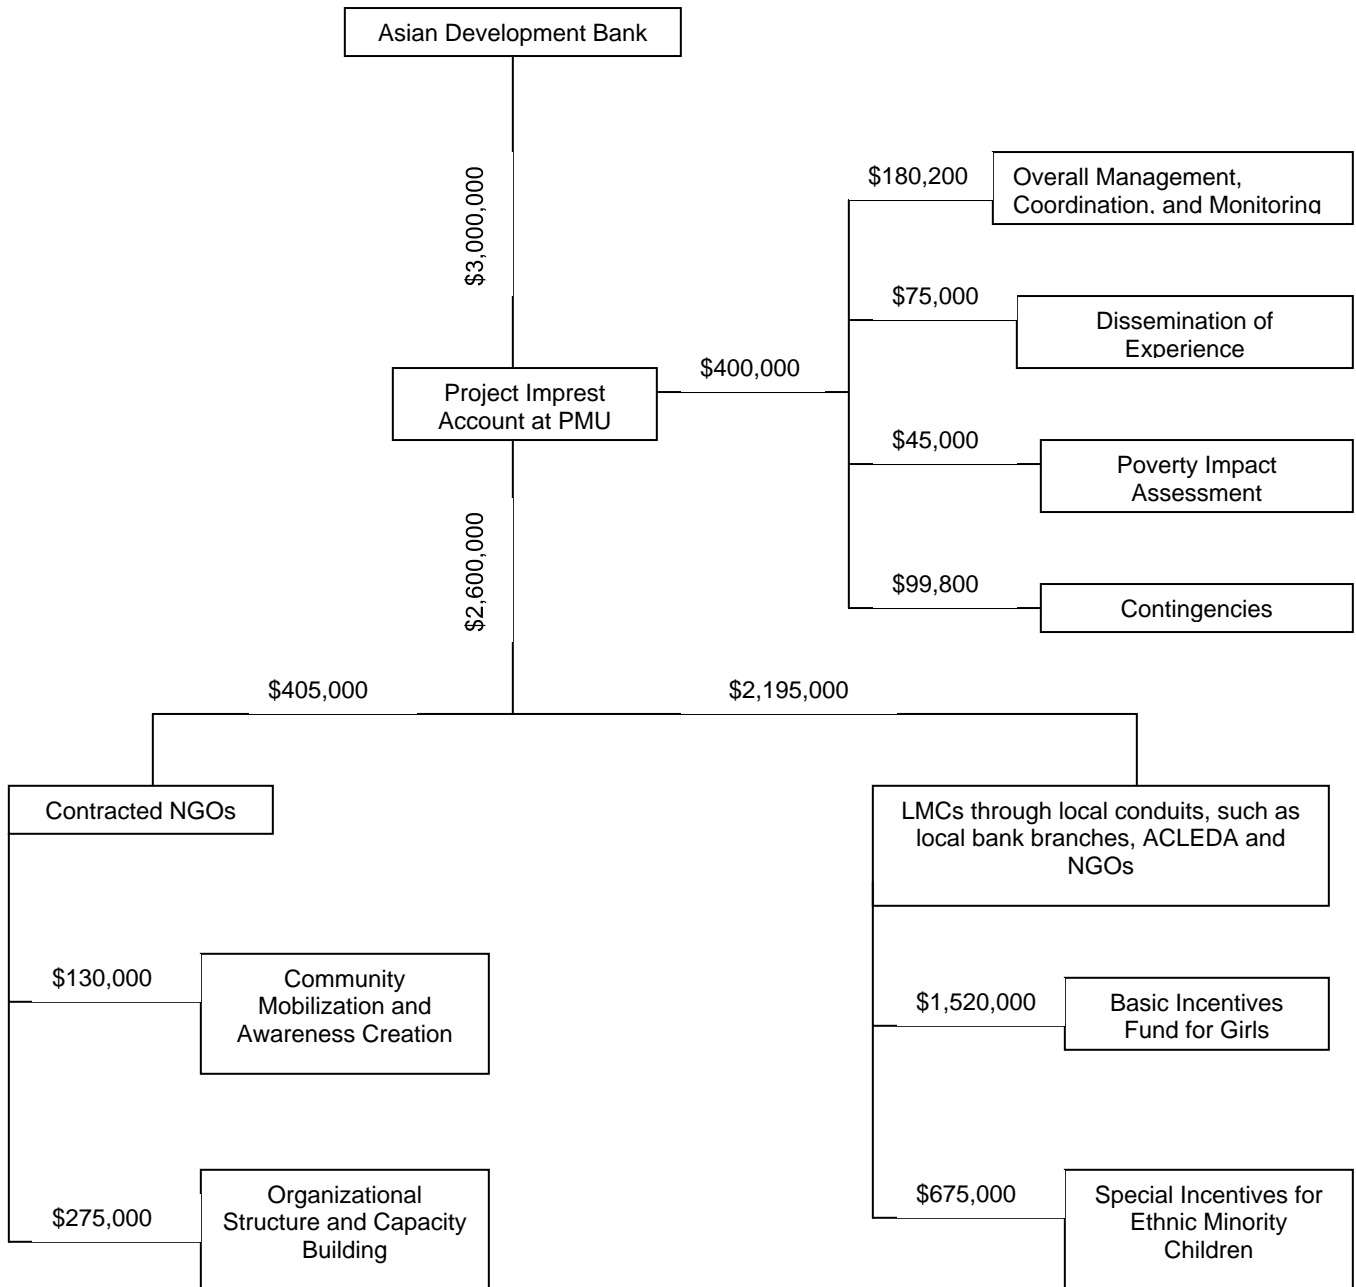 Asian Development Bank
$3,000,000
$180,200
Overall Management,
Coordination, and Monitoring
$75,000
Dissemination of
Experience
$400,000
Project Imprest
Account at PMU
$45,000
Poverty Impact
Assessment
$2,600,000
$99,800
Contingencies
$405,000
$2,195,000
Contracted NGOs
LMCs through local conduits, such as
local bank branches, ACLEDA and
NGOs
$130,000
Community
Mobilization and
Awareness Creation
$1,520,000
Basic Incentives
Fund for Girls
$275,000
Organizational
Structure and Capacity
Building
$675,000
Special Incentives for
Ethnic Minority
Children